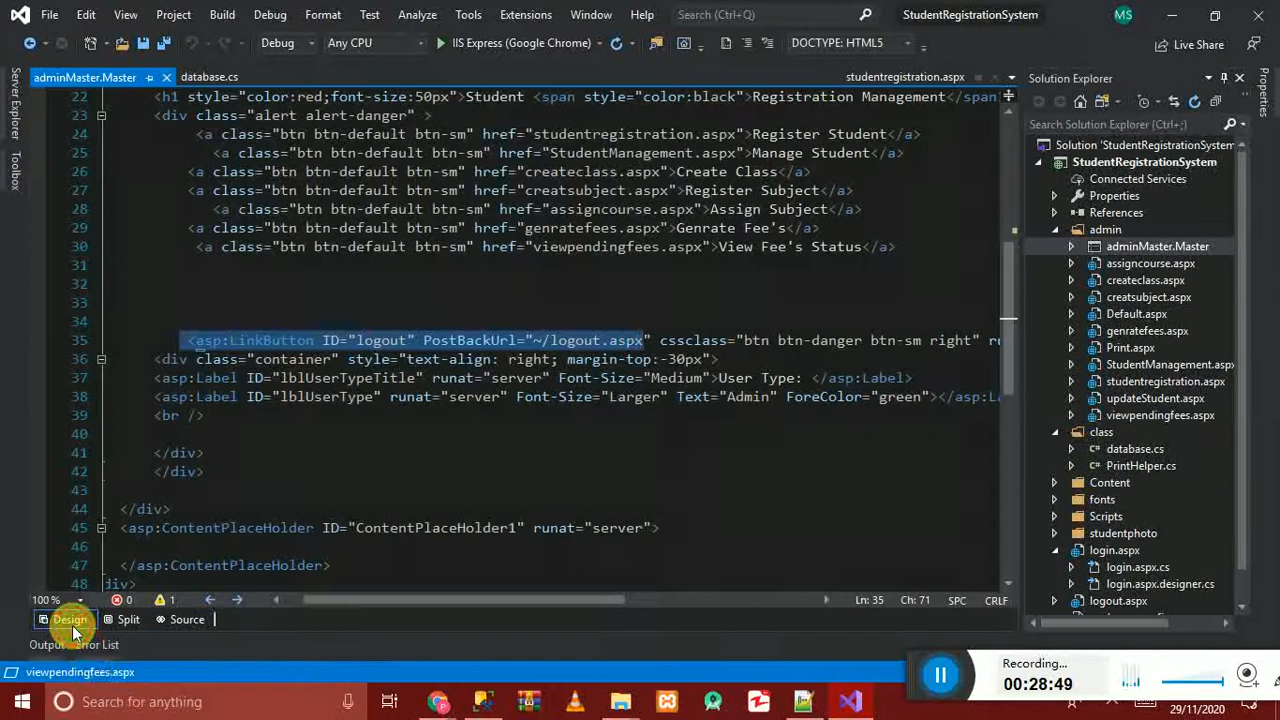 File Edit View Project Build Debug Format Test Analyze Tools Extensions Window Help Search (Ctrl+;) StudentRegistrationSystem MS
Debug Any CPU IIS Express (Google Chrome) DOCTYPE: HTML5 Live Share
Server Explorer
Toolbox
adminMaster.Master database.cs studentregistration.aspx
22 <h1 style="color:red;font-size:50px">Student <span style="color:black">Registration Management</span
23 <div class="alert alert-danger" >
24 <a class="btn btn-default btn-sm" href="studentregistration.aspx">Register Student</a>
25 <a class="btn btn-default btn-sm" href="StudentManagement.aspx">Manage Student</a>
26 <a class="btn btn-default btn-sm" href="createclass.aspx">Create Class</a>
27 <a class="btn btn-default btn-sm" href="creatsubject.aspx">Register Subject</a>
28 <a class="btn btn-default btn-sm" href="assigncourse.aspx">Assign Subject</a>
29 <a class="btn btn-default btn-sm" href="genratefees.aspx">Genrate Fee's</a>
30 <a class="btn btn-default btn-sm" href="viewpendingfees.aspx">View Fee's Status</a>
31
32
33
34
35 <asp:LinkButton ID="logout" PostBackUrl="~/logout.aspx" cssclass="btn btn-danger btn-sm right" ru
36 <div class="container" style="text-align: right; margin-top:-30px">
37 <asp:Label ID="lblUserTypeTitle" runat="server" Font-Size="Medium">User Type: </asp:Label>
38 <asp:Label ID="lblUserType" runat="server" Font-Size="Larger" Text="Admin" ForeColor="green"></asp:La
39 <br />
40
41 </div>
42 </div>
43
44 </div>
45 <asp:ContentPlaceHolder ID="ContentPlaceHolder1" runat="server">
46
47 </asp:ContentPlaceHolder>
48 div>
100 % 0 1 Ln: 35 Ch: 71 SPC CRLF
Design Split Source
Output Error List
viewpendingfees.aspx
Solution Explorer
Search Solution Explorer (Ctrl+;)
Solution 'StudentRegistrationSystem
StudentRegistrationSystem
Connected Services
Properties
References
admin
adminMaster.Master
assigncourse.aspx
createclass.aspx
creatsubject.aspx
Default.aspx
genratefees.aspx
Print.aspx
StudentManagement.aspx
studentregistration.aspx
updateStudent.aspx
viewpendingfees.aspx
class
database.cs
PrintHelper.cs
Content
fonts
Scripts
studentphoto
login.aspx
login.aspx.cs
login.aspx.designer.cs
logout.aspx
Properties
Recording...
00:28:49
Search for anything
29/11/2020